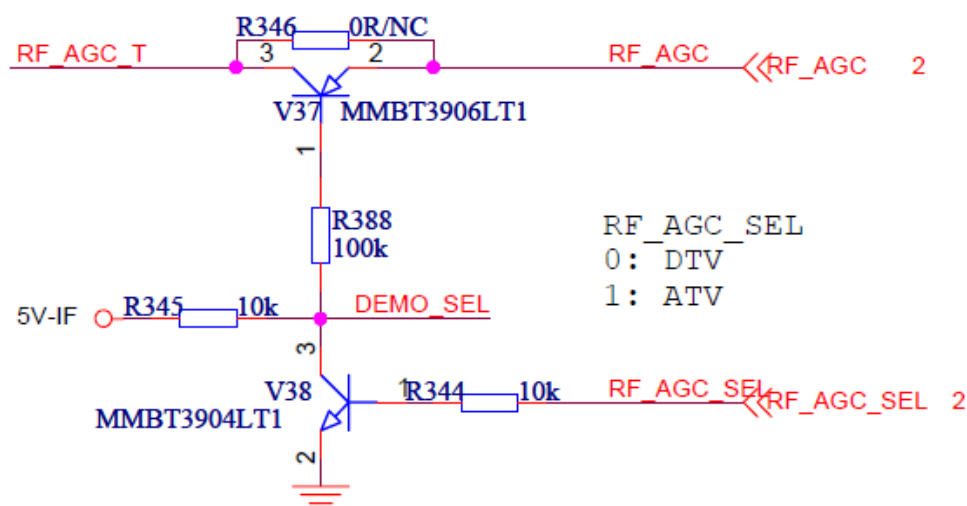 R346 0R/NC
RF_AGC_T 3 2 RF_AGC RF_AGC 2
V37 MMBT3906LT1
1
R388
100k
RF_AGC_SEL
0: DTV
1: ATV
5V-IF R345 10k DEMO_SEL
3
V38 1 R344 10k RF_AGC_SEL RF_AGC_SEL 2
MMBT3904LT1
2